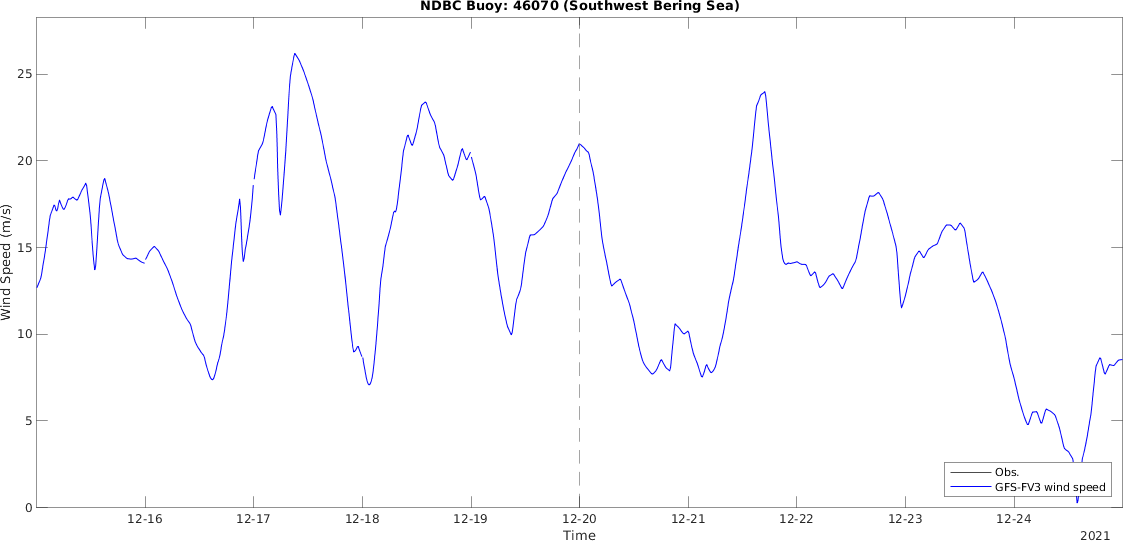 NDBC Buoy: 46070 (Southwest Bering Sea)
25
20
15
10
5
0
Wind Speed (m/s)
12-16 12-17 12-18 12-19 12-20 12-21 12-22 12-23 12-24
Time
2021
Obs.
GFS-FV3 wind speed